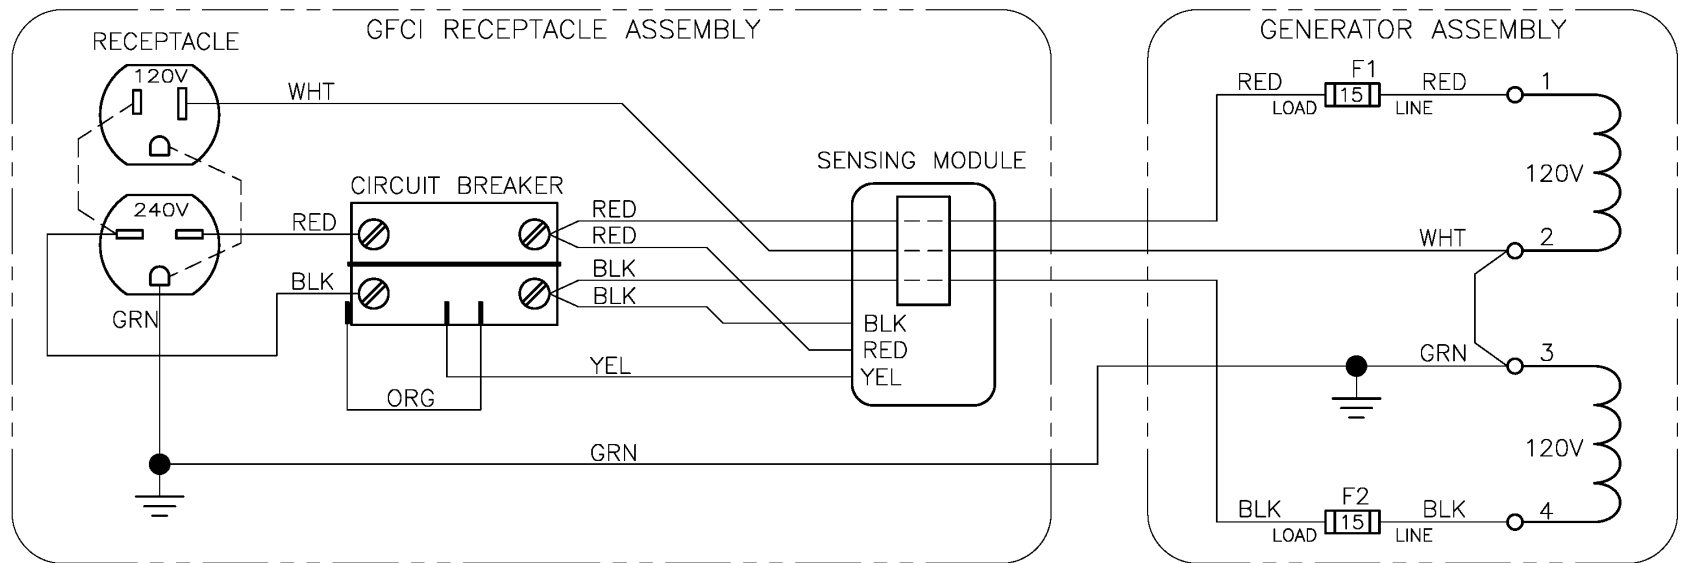 GFCI RECEPTACLE ASSEMBLY
GENERATOR ASSEMBLY
RECEPTACLE
120V
WHT
RED
F1
RED
1
LOAD
15
LINE
SENSING MODULE
120V
CIRCUIT BREAKER
240V
RED
RED
RED
WHT
2
BLK
BLK
BLK
GRN
BLK
RED
YEL
YEL
ORG
GRN
3
GRN
120V
F2
BLK
BLK
4
LOAD
15
LINE